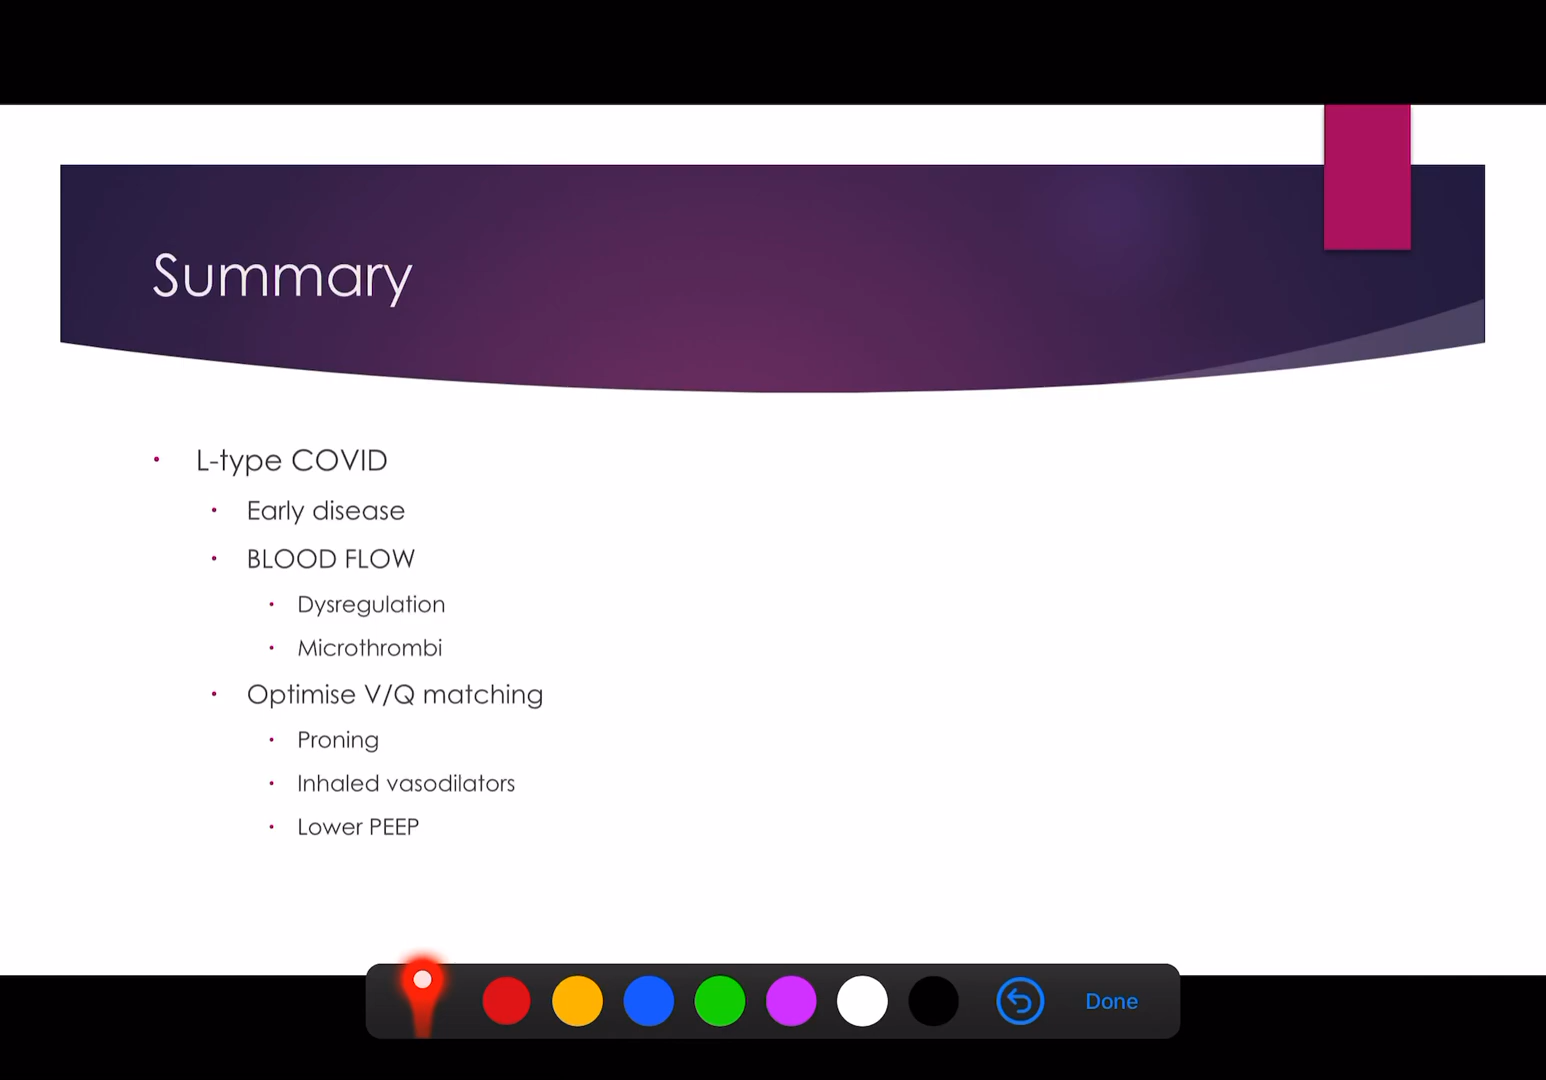 Summary
L-type COVID
Early disease
BLOOD FLOW
Dysregulation
Microthrombi
Optimise V/Q matching
Proning
Inhaled vasodilators
Lower PEEP
Done